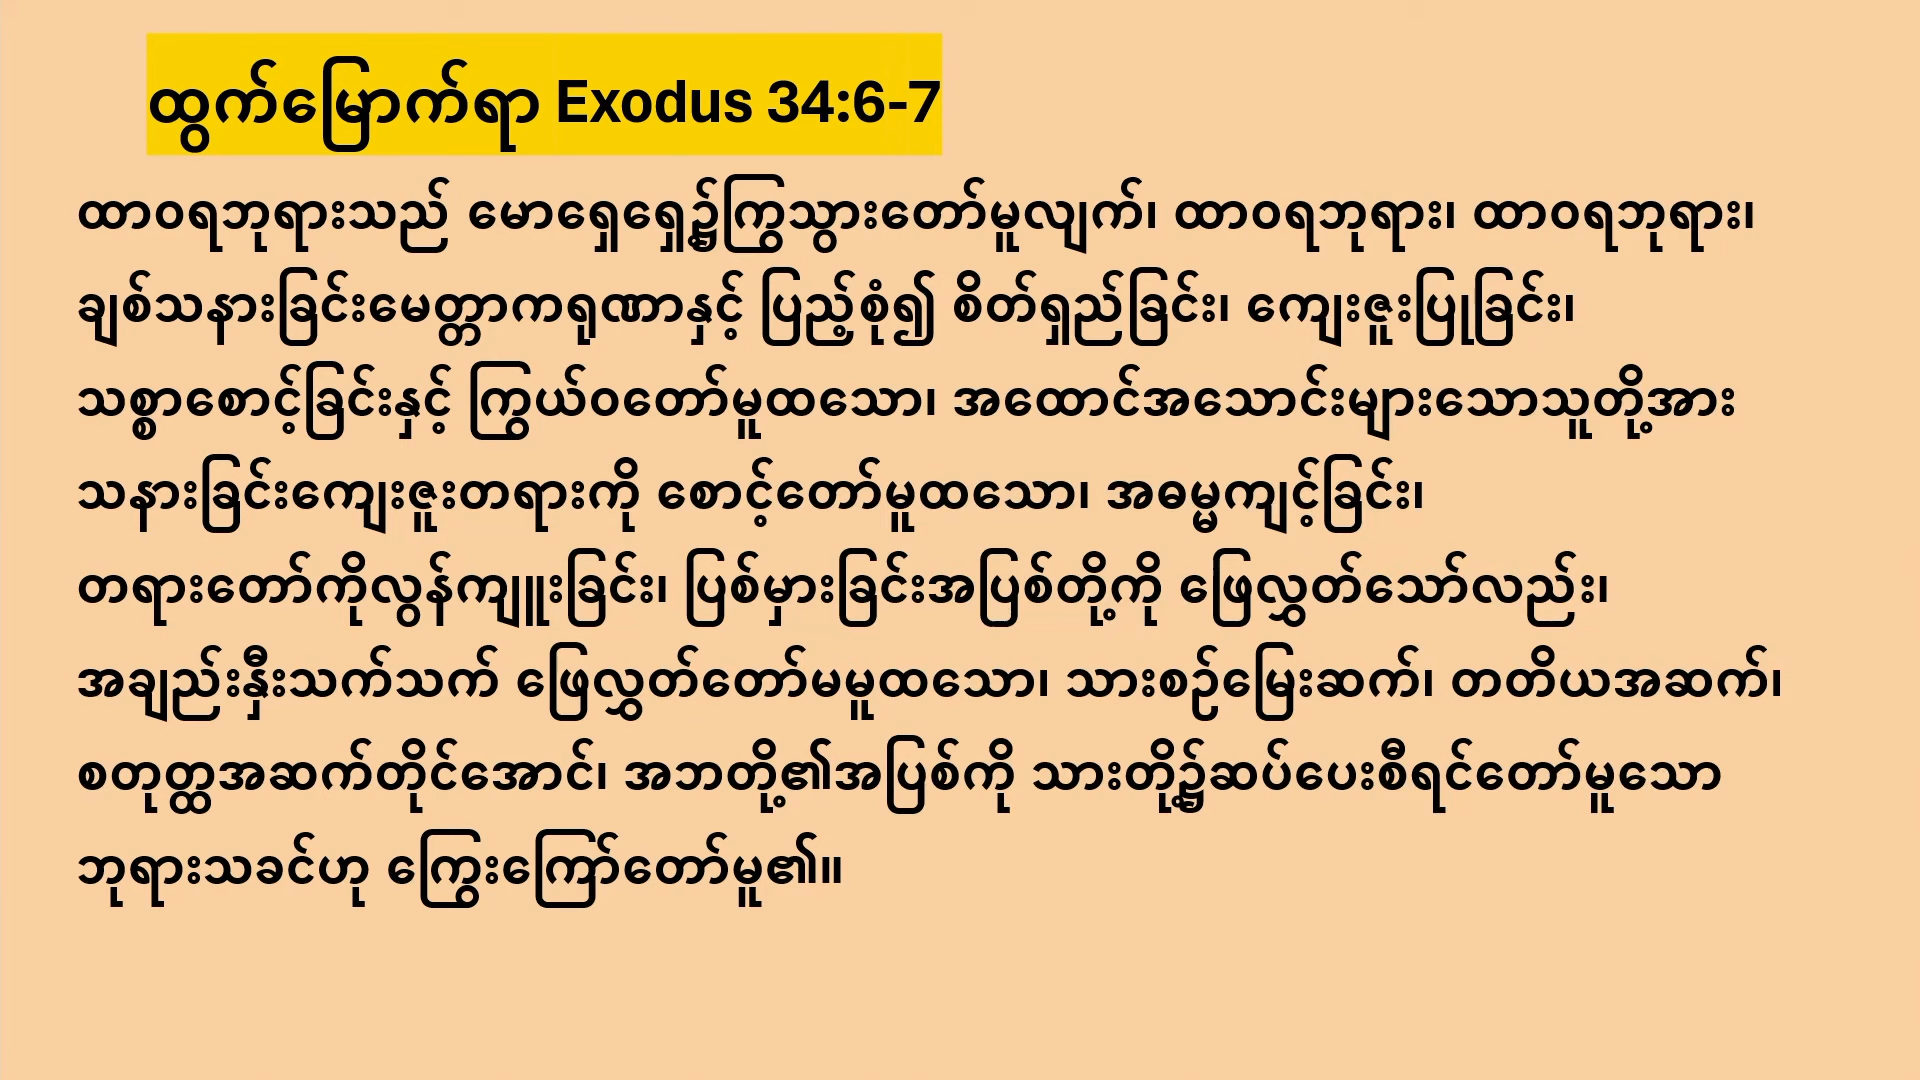 ထွက်မြောက်ရာ Exodus 34:6-7
ထာဝရဘုရားသည် မောရှေရှေ့၌ကြွသွားတော်မူလျက်၊ ထာဝရဘုရား၊ ထာဝရဘုရား၊
ချစ်သနားခြင်းမေတ္တာကရုဏာနှင့် ပြည့်စုံ၍ စိတ်ရှည်ခြင်း၊ ကျေးဇူးပြုခြင်း၊
သစ္စာစောင့်ခြင်းနှင့် ကြွယ်ဝတော်မူထသော၊ အထောင်အသောင်းများသောသူတို့အား
သနားခြင်းကျေးဇူးတရားကို စောင့်တော်မူထသော၊ အဓမ္မကျင့်ခြင်း၊
တရားတော်ကိုလွန်ကျူးခြင်း၊ ပြစ်မှားခြင်းအပြစ်တို့ကို ဖြေလွှတ်သော်လည်း၊
အချည်းနှီးသက်သက် ဖြေလွှတ်တော်မမူထသော၊ သားစဉ်မြေးဆက်၊ တတိယအဆက်၊
စတုတ္ထအဆက်တိုင်အောင်၊ အဘတို့၏အပြစ်ကို သားတို့၌ဆပ်ပေးစီရင်တော်မူသော
ဘုရားသခင်ဟု ကြွေးကြော်တော်မူ၏။